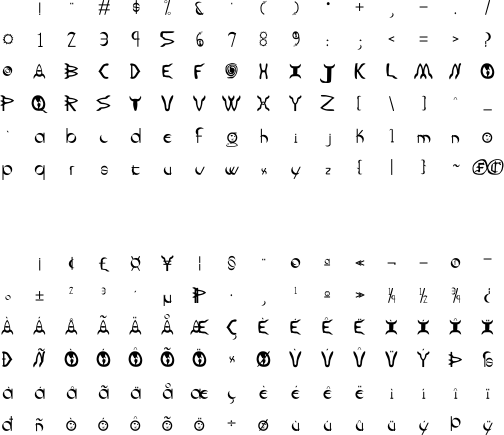 ! " # $ % & ' ( ) * + , - . /
0 1 2 3 4 5 6 7 8 9 : ; < = > ?
@ A B C D E F G H I J K L M N O
P Q R S T U V W X Y Z [ \ ] ^ _
` a b c d e f g h i j k l m n o
p q r s t u v w x y z { | } ~
¡ ¢ £ ¤ ¥ ¦ § ¨ © ª « ¬ - ® ¯
° ± ² ³ ´ µ ¶ · ¸ ¹ º » ¼ ½ ¾ ¿
À Á Â Ã Ä Å Æ Ç È É Ê Ë Ì Í Î Ï
Ð Ñ Ò Ó Ô Õ Ö × Ø Ù Ú Û Ü Ý Þ ß
à á â ã ä å æ ç è é ê ë ì í î ï
ð ñ ò ó ô õ ö ÷ ø ù ú û ü ý þ ÿ